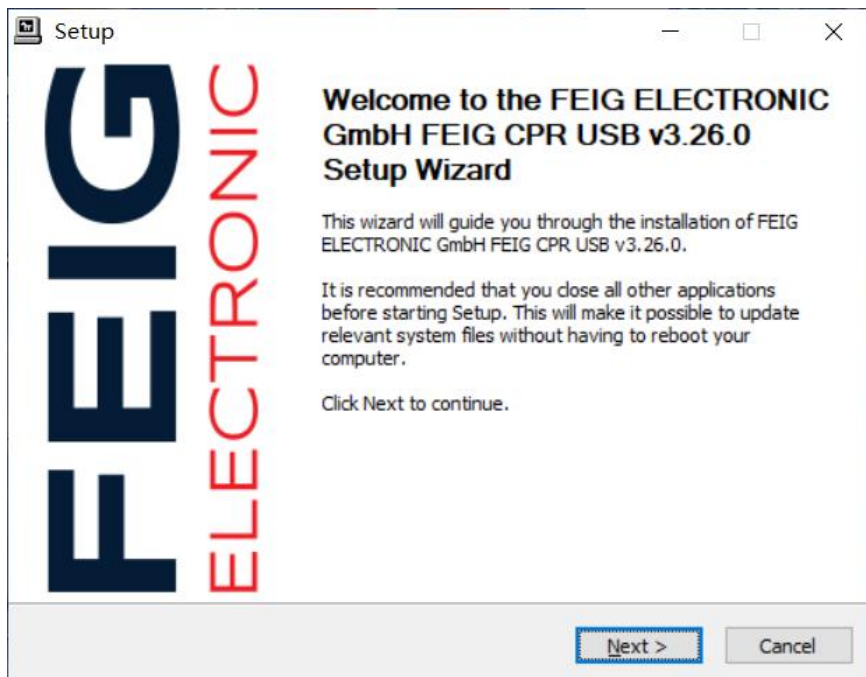 Setup
FEIG
ELECTRONIC
Welcome to the FEIG ELECTRONIC
GmbH FEIG CPR USB v3.26.0
Setup Wizard
This wizard will guide you through the installation of FEIG
ELECTRONIC GmbH FEIG CPR USB v3.26.0.
It is recommended that you close all other applications
before starting Setup. This will make it possible to update
relevant system files without having to reboot your
computer.
Click Next to continue.
Next >
Cancel